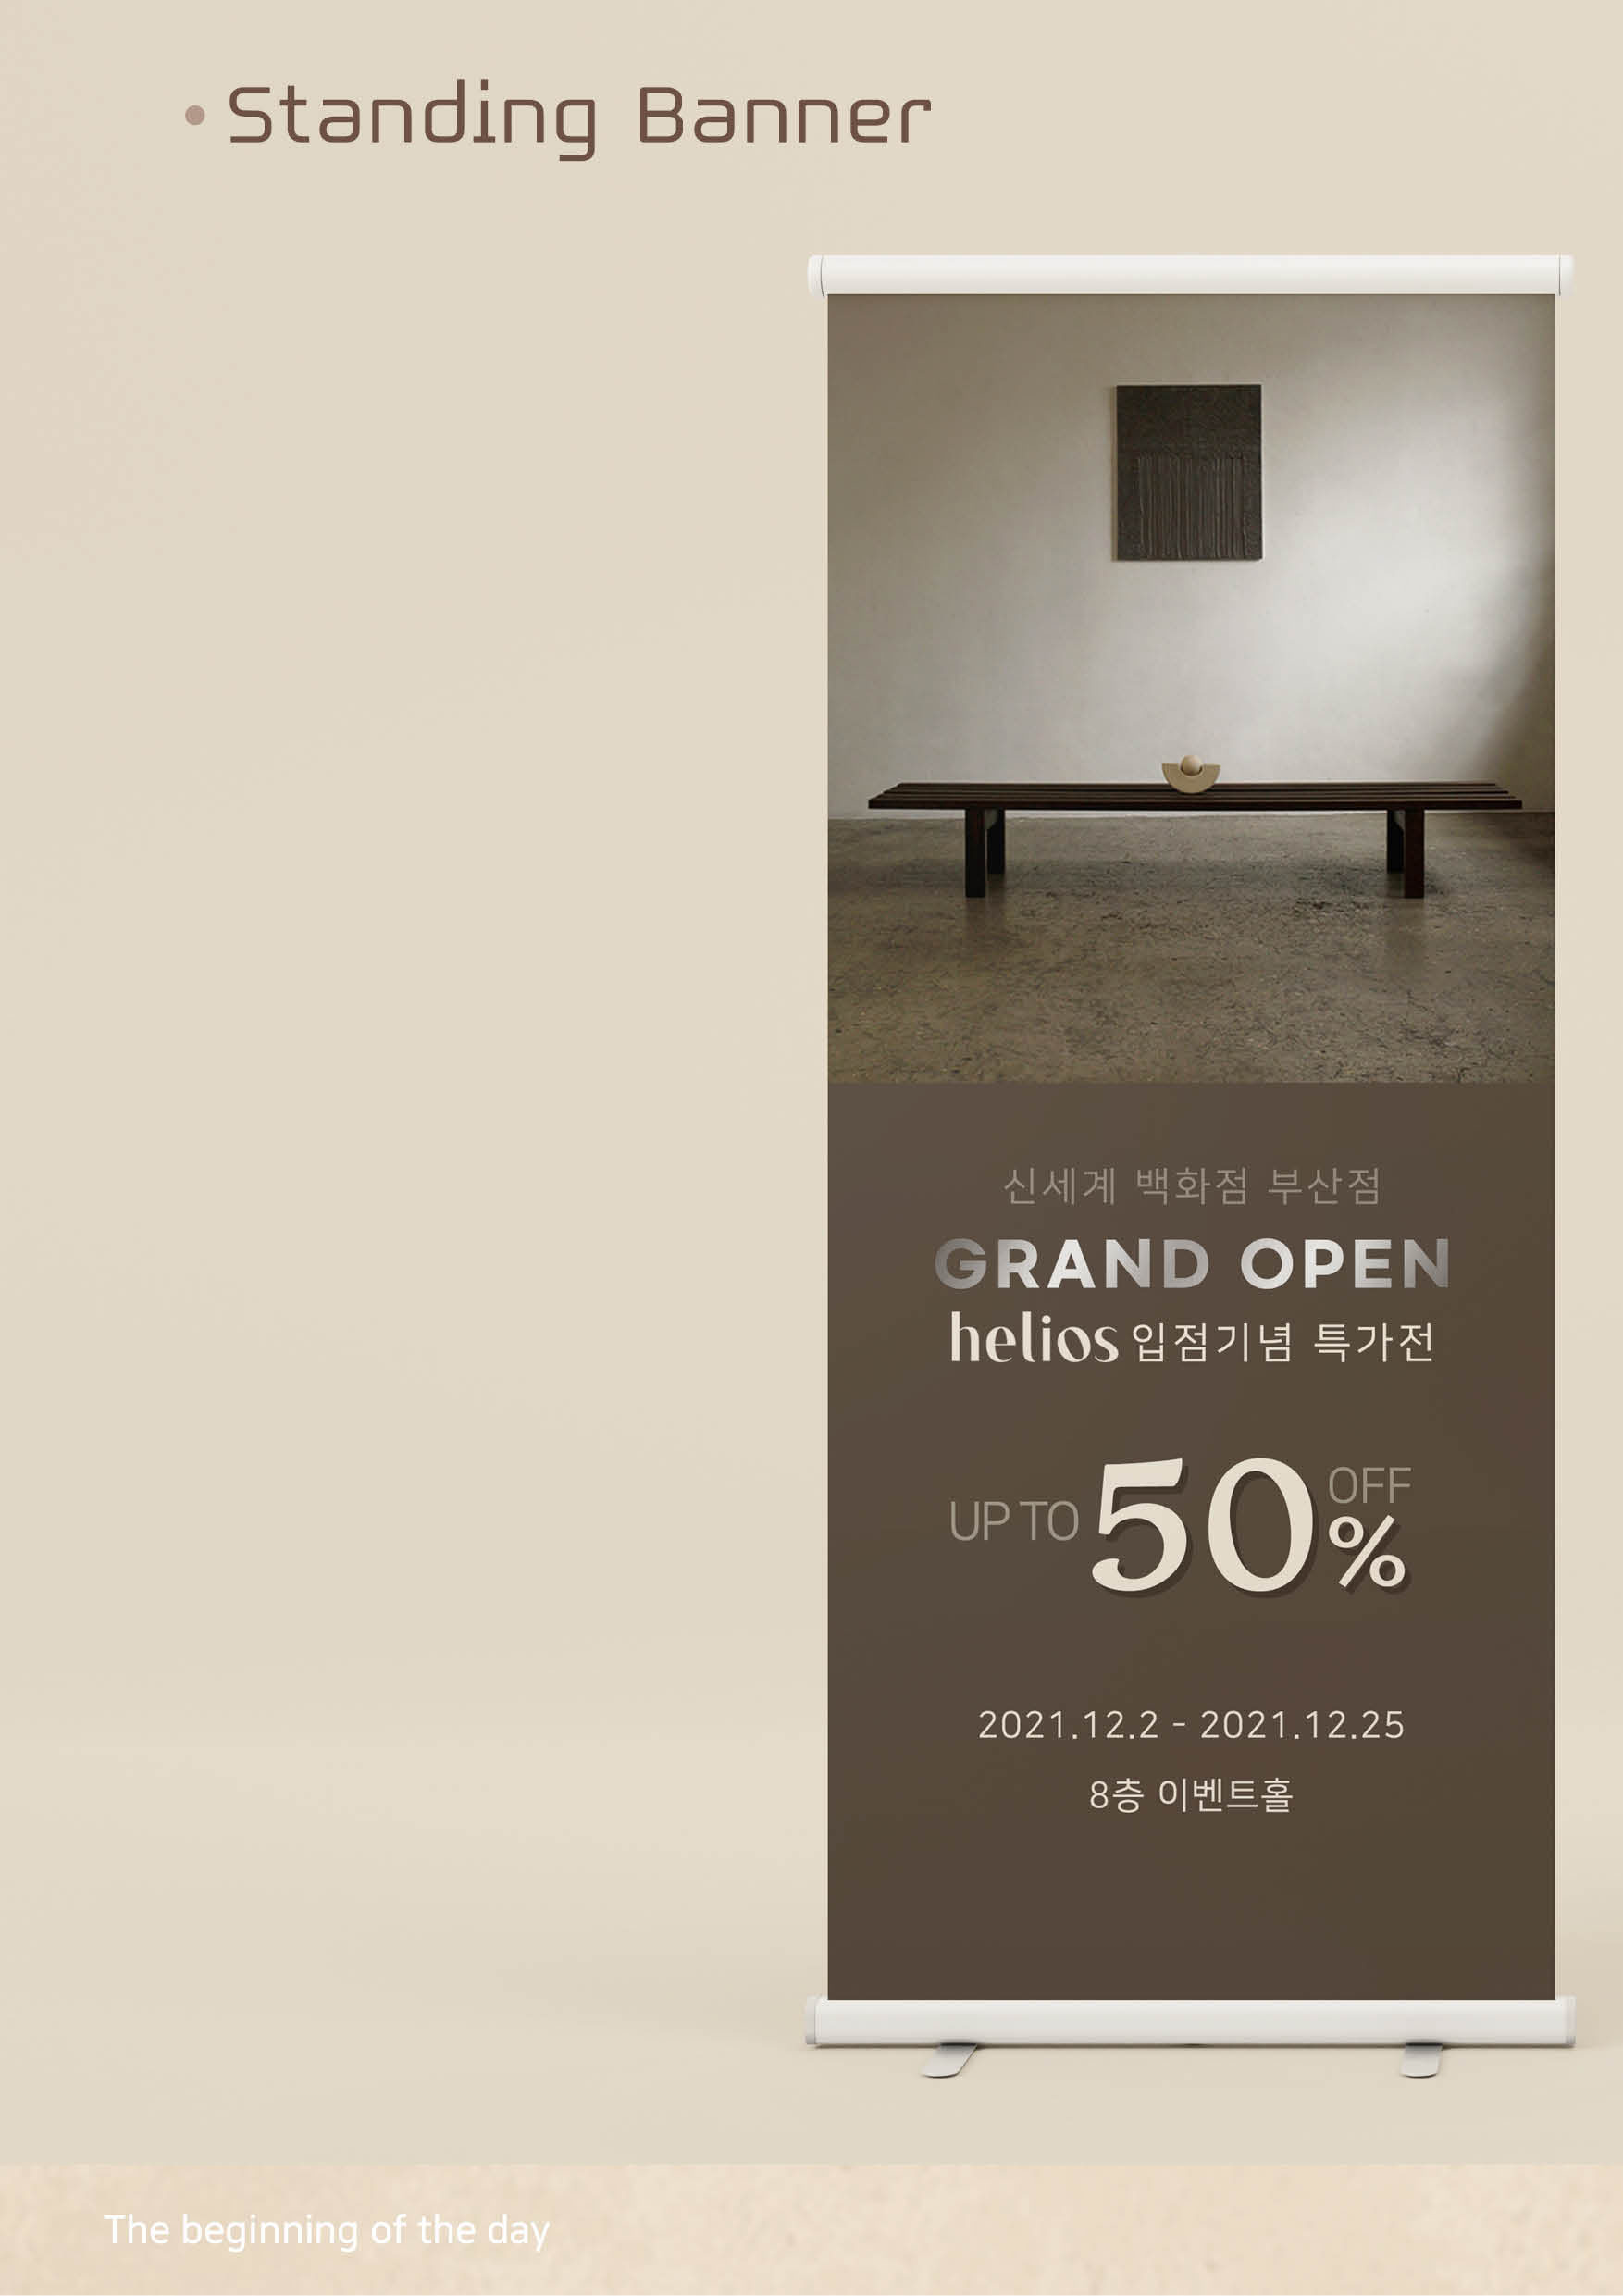 • Standing Banner
신세계 백화점 부산점
GRAND OPEN
helios 입점기념 특가전
UP TO 50% OFF
2021.12.2 - 2021.12.25
8층 이벤트홀
The beginning of the day